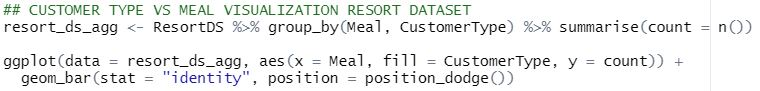 ## CUSTOMER TYPE VS MEAL VISUALIZATION RESORT DATASET
resort_ds_agg <- ResortDS %>% group_by(Meal, CustomerType) %>% summarise(count = n())
ggplot(data = resort_ds_agg, aes(x = Meal, fill = CustomerType, y = count)) +
geom_bar(stat = "identity", position = position_dodge())